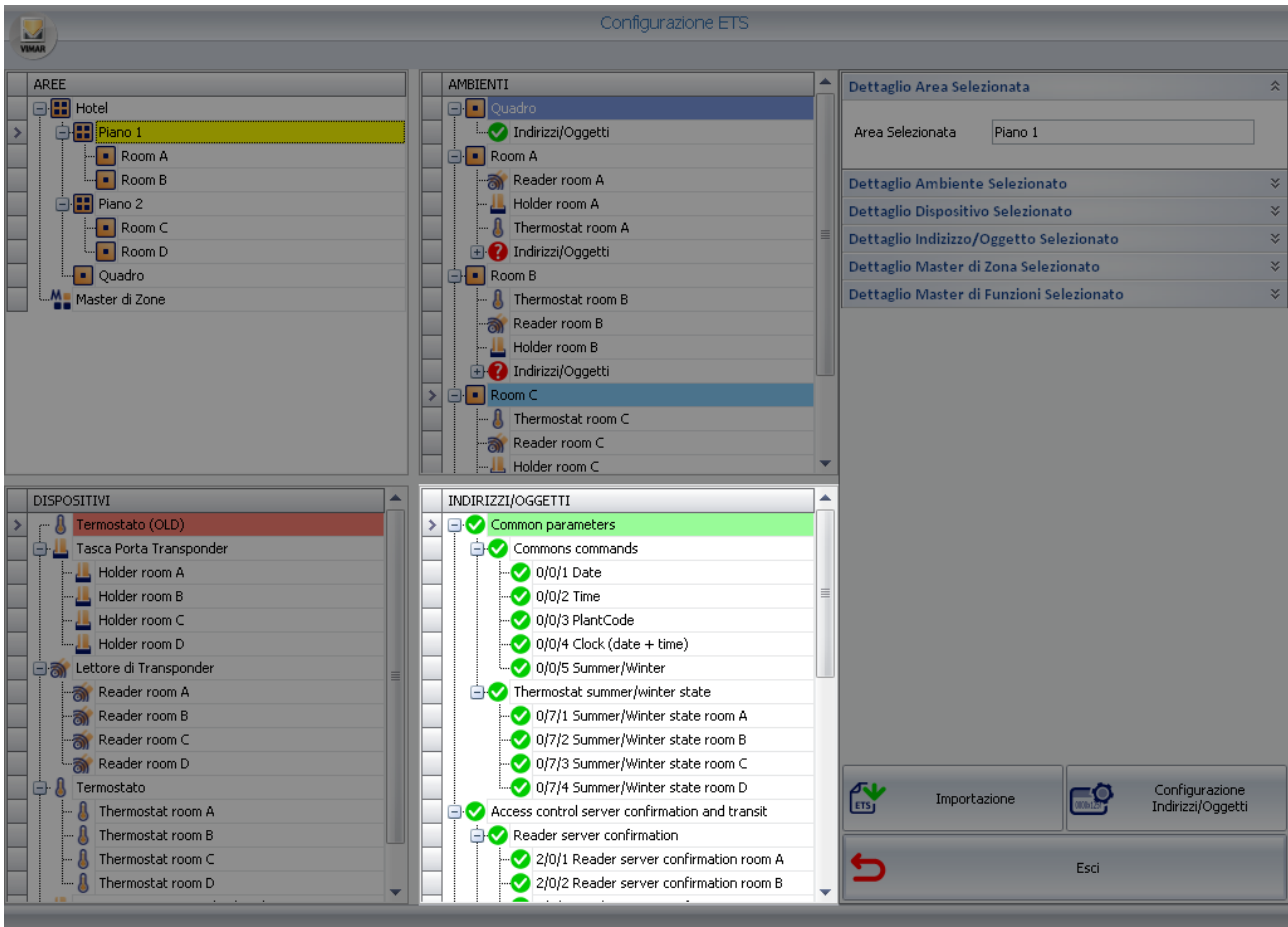 Configurazione ETS
VIMAR
AREE
Hotel
Piano 1
Room A
Room B
Piano 2
Room C
Room D
Quadro
Master di Zone
AMBIENTI
Quadro
Indirizzi/Oggetti
Room A
Reader room A
Holder room A
Thermostat room A
Indirizzi/Oggetti
Room B
Thermostat room B
Reader room B
Holder room B
Indirizzi/Oggetti
Room C
Thermostat room C
Reader room C
Holder room C
Dettaglio Area Selezionata
Area Selezionata Piano 1
Dettaglio Ambiente Selezionato
Dettaglio Dispositivo Selezionato
Dettaglio Indizizzo/Oggetto Selezionato
Dettaglio Master di Zona Selezionato
Dettaglio Master di Funzioni Selezionato
DISPOSITIVI
Termostato (OLD)
Tasca Porta Transponder
Holder room A
Holder room B
Holder room C
Holder room D
Lettore di Transponder
Reader room A
Reader room B
Reader room C
Reader room D
Termostato
Thermostat room A
Thermostat room B
Thermostat room C
Thermostat room D
INDIRIZZI/OGGETTI
Common parameters
Commons commands
0/0/1 Date
0/0/2 Time
0/0/3 PlantCode
0/0/4 Clock (date + time)
0/0/5 Summer/Winter
Thermostat summer/winter state
0/7/1 Summer/Winter state room A
0/7/2 Summer/Winter state room B
0/7/3 Summer/Winter state room C
0/7/4 Summer/Winter state room D
Access control server confirmation and transit
Reader server confirmation
2/0/1 Reader server confirmation room A
2/0/2 Reader server confirmation room B
ETS
Importazione
Configurazione
Indirizzi/Oggetti
Esci